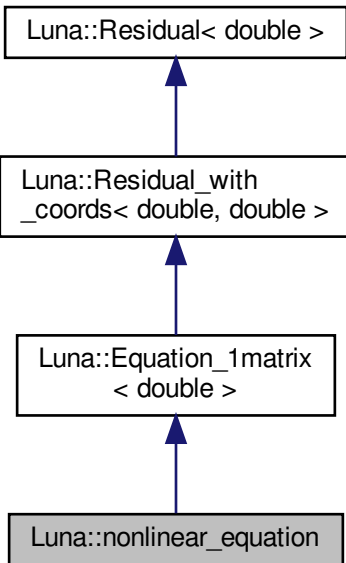 Luna::Residual< double >
Luna::Residual_with
_coords< double, double >
Luna::Equation_1matrix
< double >
Luna::nonlinear_equation